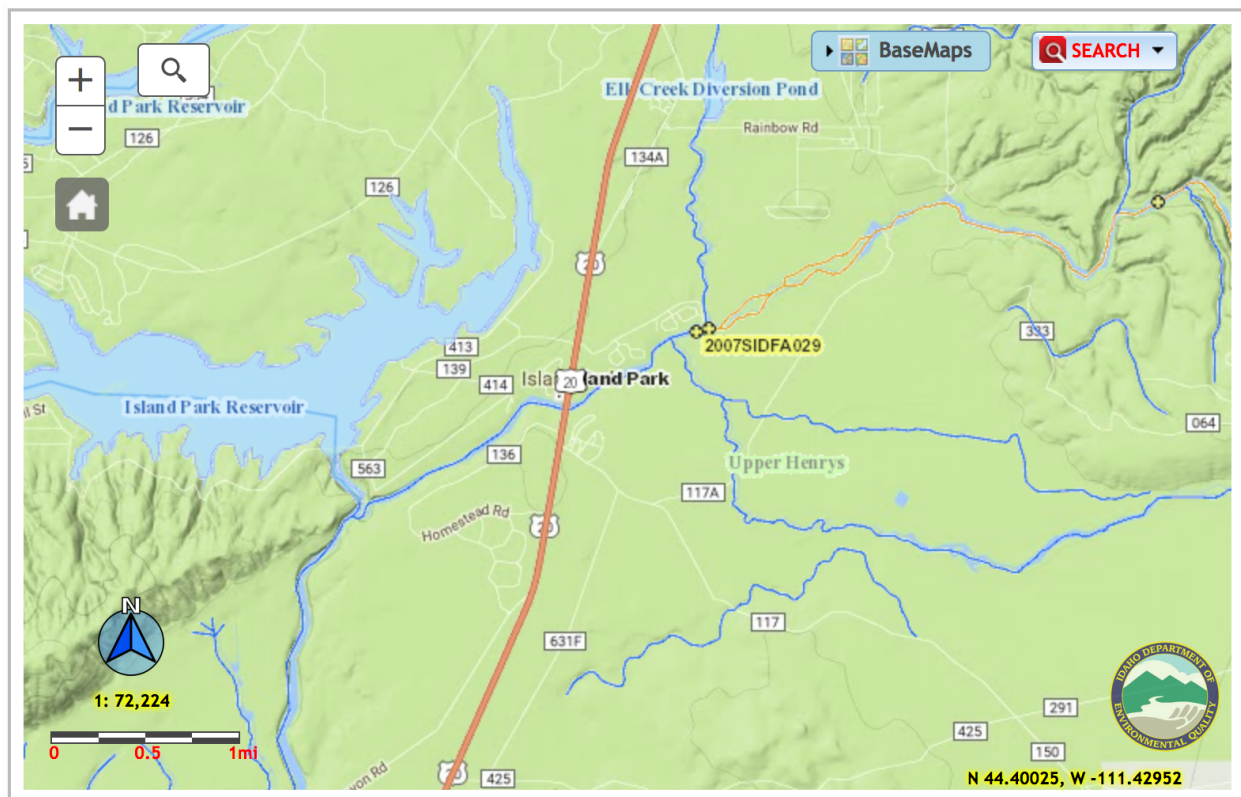 +
−
d Park Reservoir
126
BaseMaps
SEARCH
Elk Creek Diversion Pond
Rainbow Rd
134A
126
20
2007SIDFA029
333
413
139
414
Island Park
20
Island Park Reservoir
064
136
563
Upper Henrys
117A
Homestead Rd
20
N
117
631F
1: 72,224
0 0.5 1mi
291
425
150
20
425
IDAHO DEPARTMENT OF
ENVIRONMENTAL QUALITY
N 44.40025, W -111.42952